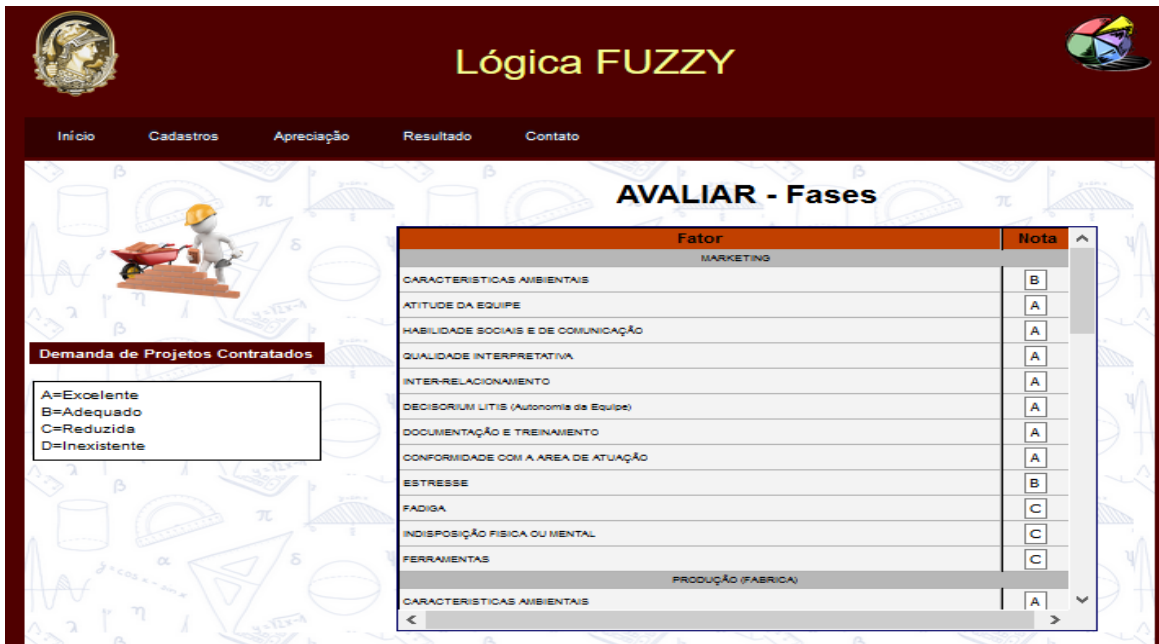 Lógica FUZZY
Início Cadastros Apreciação Resultado Contato
AVALIAR - Fases
Demanda de Projetos Contratados
A=Excelente
B=Adequado
C=Reduzida
D=Inexistente
Fator Nota
MARKETING
CARACTERISTICAS AMBIENTAIS B
ATITUDE DA EQUIPE A
HABILIDADE SOCIAIS E DE COMUNICAÇÃO A
QUALIDADE INTERPRETATIVA A
INTER-RELACIONAMENTO A
DECISORIUM LITIS (Autonomia da Equipe) A
DOCUMENTAÇÃO E TREINAMENTO A
CONFORMIDADE COM A AREA DE ATUAÇÃO A
ESTRESSE B
FADIGA C
INDISPOSIÇÃO FISICA OU MENTAL C
FERRAMENTAS C
PRODUÇÃO (FABRICA)
CARACTERISTICAS AMBIENTAIS A